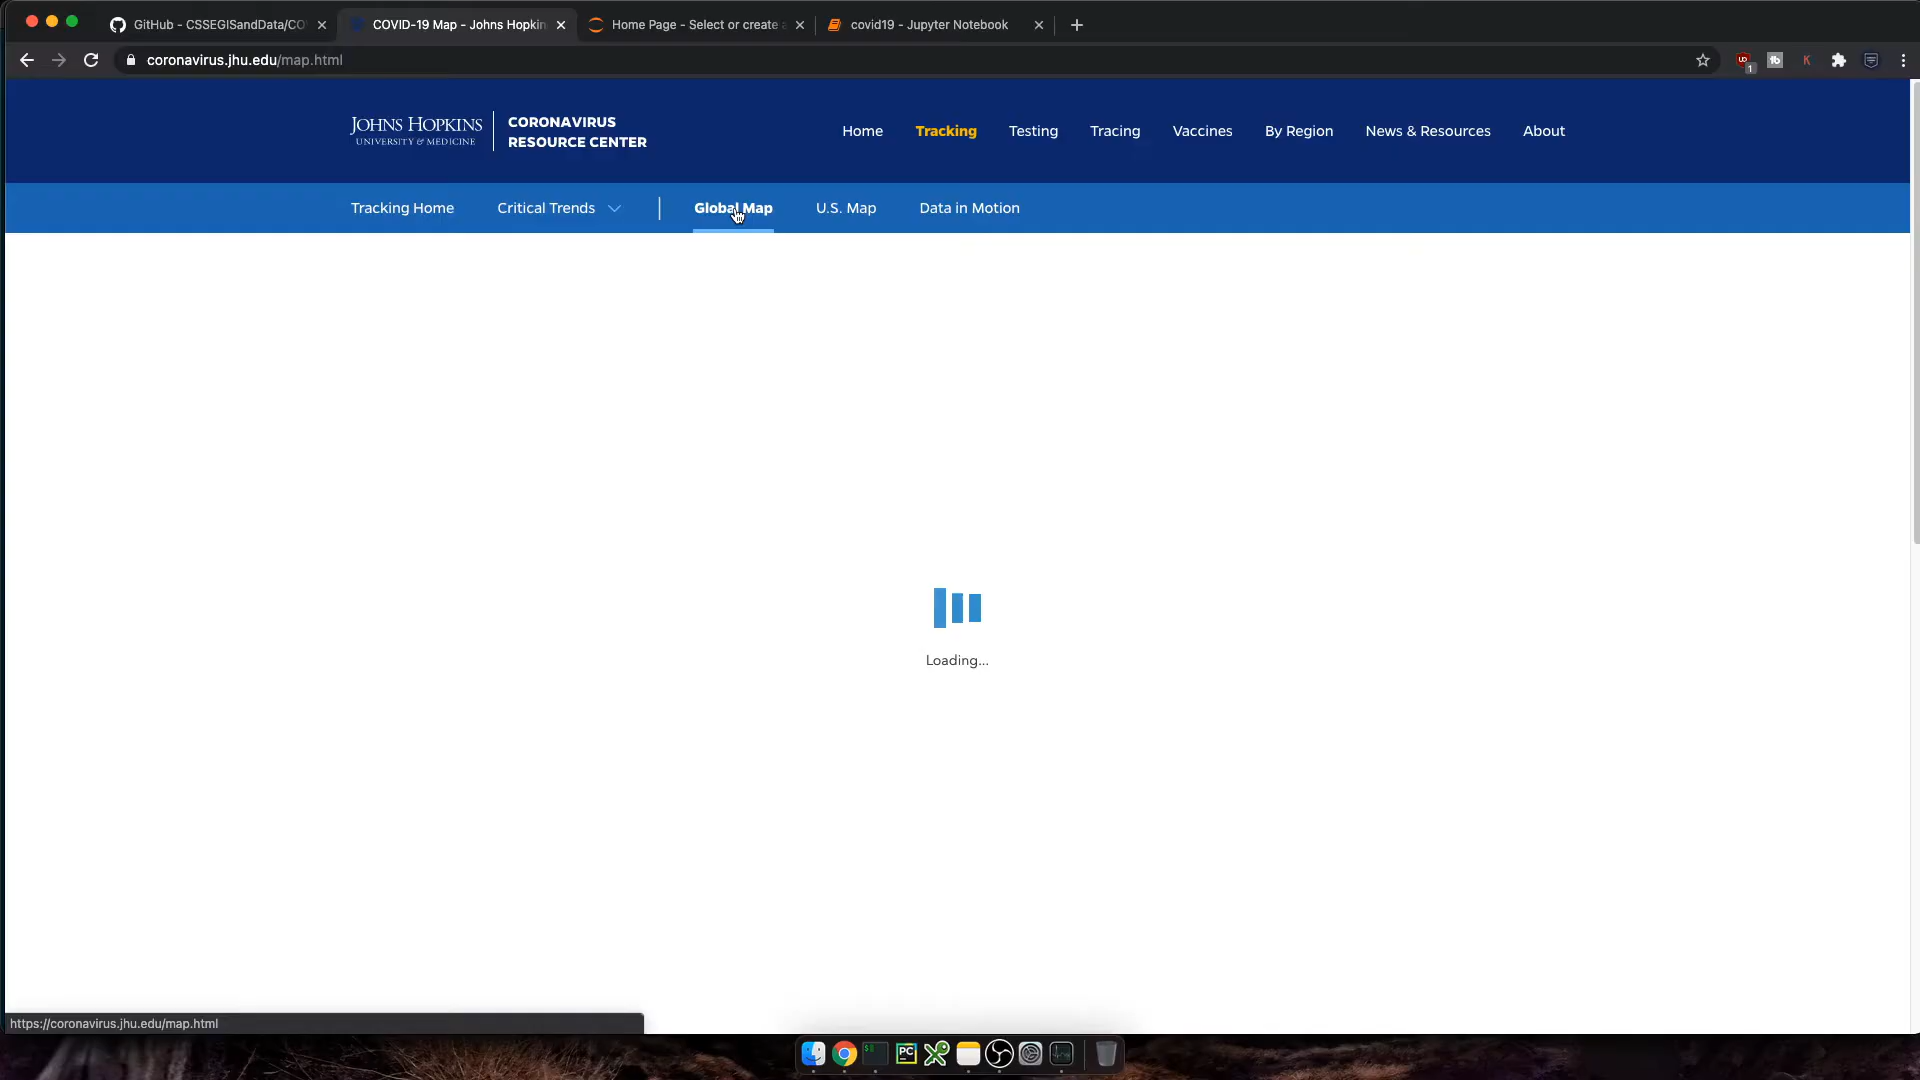 GitHub - CSSEGISandData/CO
COVID-19 Map - Johns Hopkin
Home Page - Select or create a
covid19 - Jupyter Notebook
coronavirus.jhu.edu/map.html
1
JOHNS HOPKINS
UNIVERSITY & MEDICINE
CORONAVIRUS
RESOURCE CENTER
Home
Tracking
Testing
Tracing
Vaccines
By Region
News & Resources
About
Tracking Home
Critical Trends
Global Map
U.S. Map
Data in Motion
Loading...
https://coronavirus.jhu.edu/map.html
PC